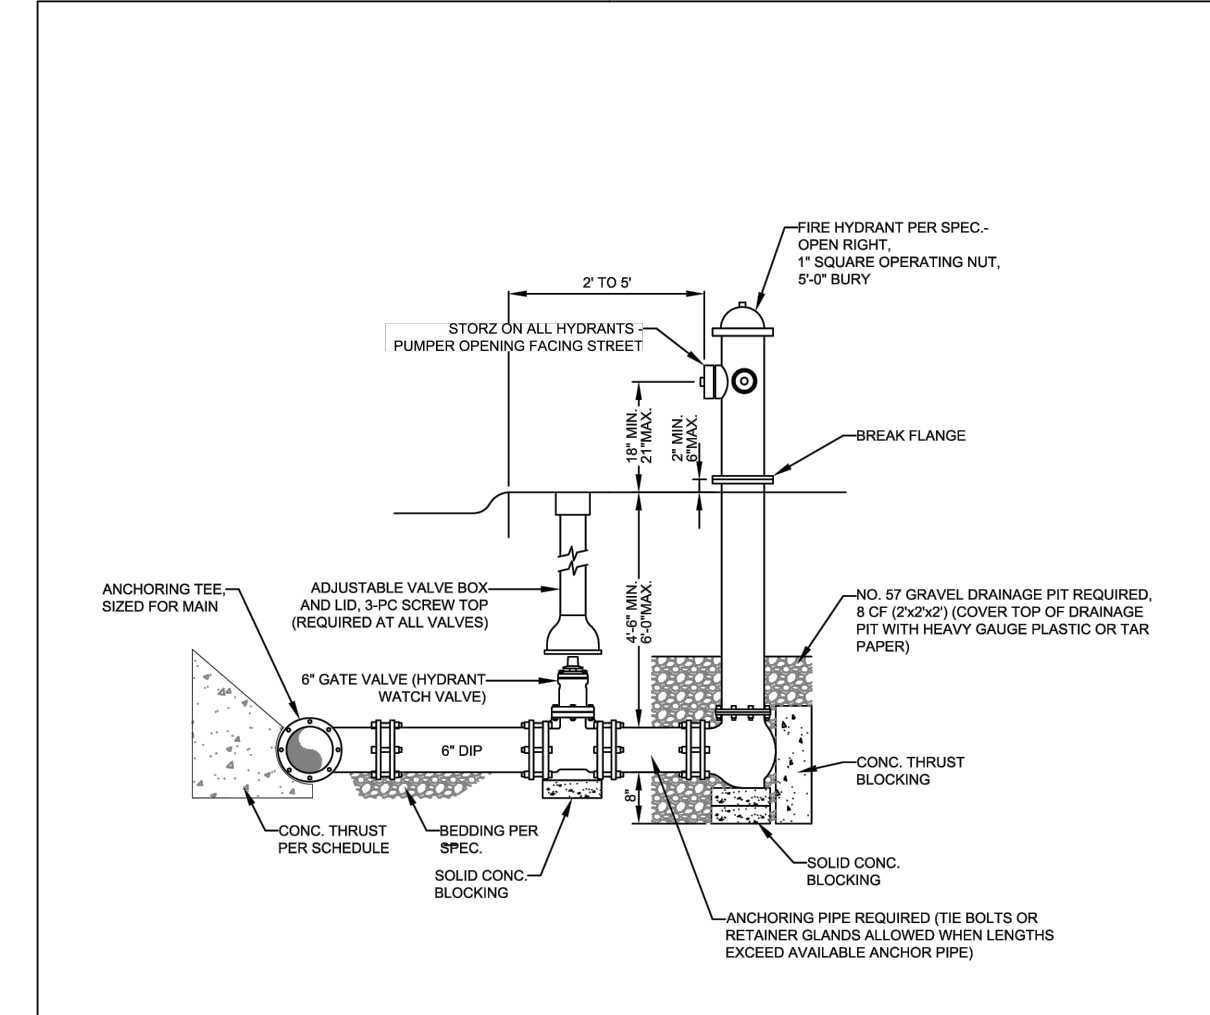 FIRE HYDRANT PER SPEC.-
OPEN RIGHT,
1" SQUARE OPERATING NUT,
5'-0" BURY
2' TO 5'
STORZ ON ALL HYDRANTS -
PUMPER OPENING FACING STREET
18" MIN.
21"MAX.
2" MIN.
6"MAX.
BREAK FLANGE
ANCHORING TEE,
SIZED FOR MAIN
ADJUSTABLE VALVE BOX
AND LID, 3-PC SCREW TOP
(REQUIRED AT ALL VALVES)
4'-6" MIN.
6'-0"MAX.
NO. 57 GRAVEL DRAINAGE PIT REQUIRED,
8 CF (2'x2'x2') (COVER TOP OF DRAINAGE
PIT WITH HEAVY GAUGE PLASTIC OR TAR
PAPER)
6" GATE VALVE (HYDRANT
WATCH VALVE)
6" DIP
CONC. THRUST
BLOCKING
8"
CONC. THRUST
PER SCHEDULE
BEDDING PER
SPEC.
SOLID CONC.
BLOCKING
SOLID CONC.
BLOCKING
ANCHORING PIPE REQUIRED (TIE BOLTS OR
RETAINER GLANDS ALLOWED WHEN LENGTHS
EXCEED AVAILABLE ANCHOR PIPE)